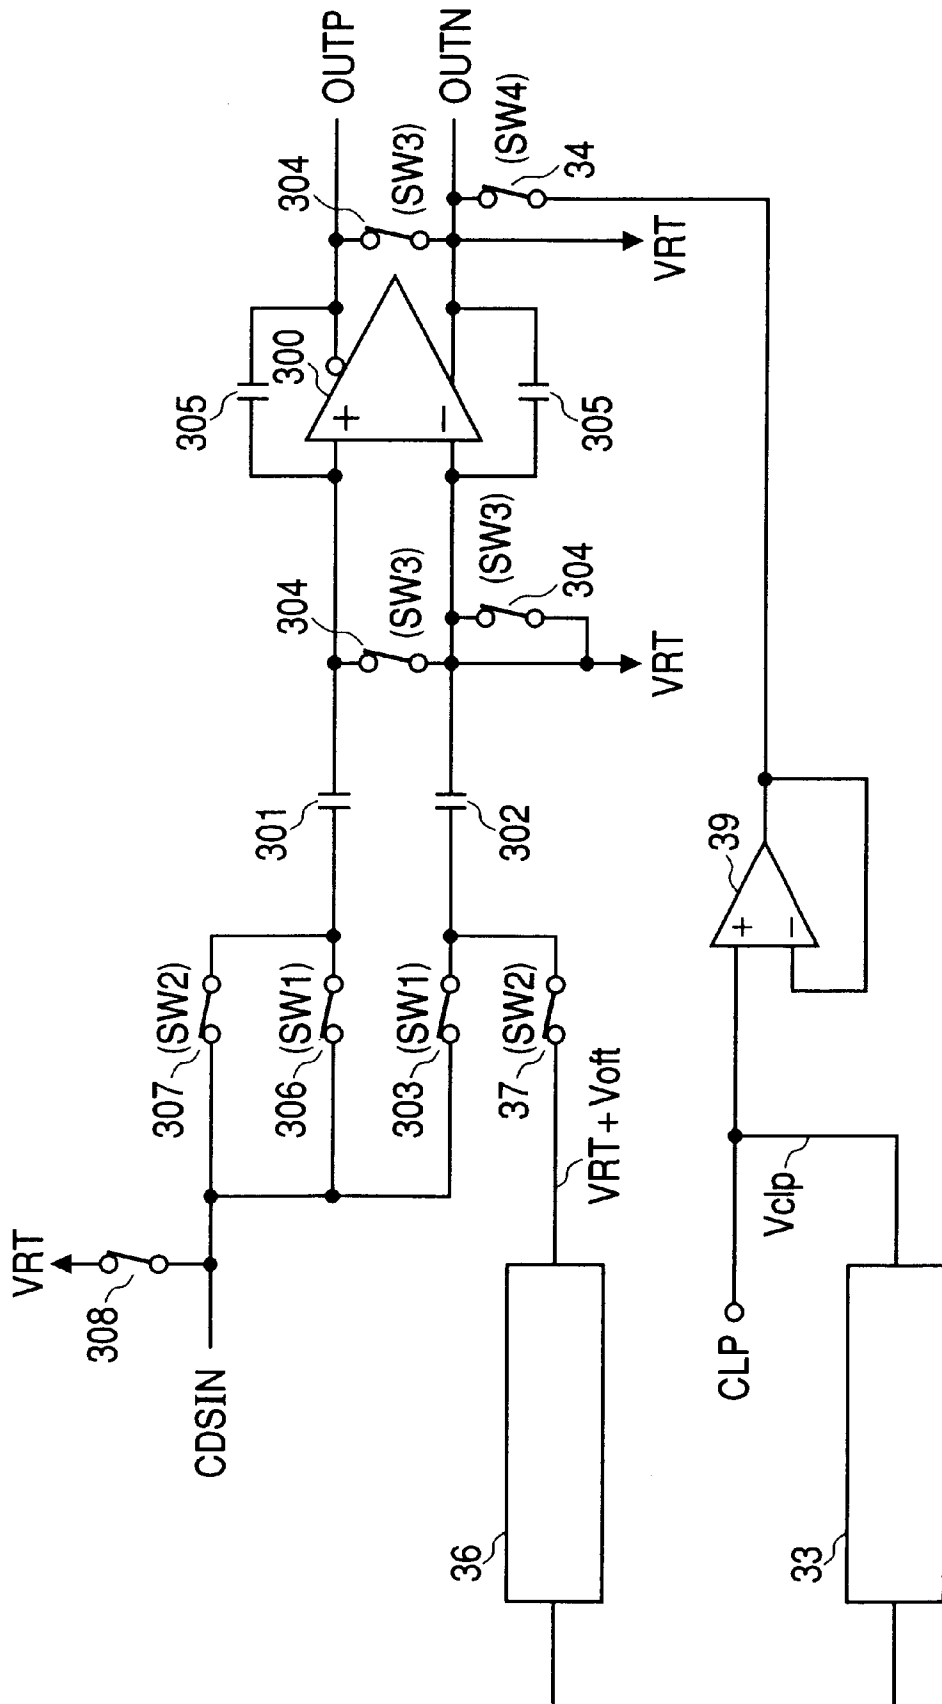 VRT
308
CDSIN
307
(SW2)
306
(SW1)
303
(SW1)
37
(SW2)
VRT + Voft
36
301
302
304
(SW3)
(SW3)
304
VRT
305
300
+
−
305
304
(SW3)
OUTP
OUTN
(SW4)
34
VRT
39
+
−
CLP
Vclp
33